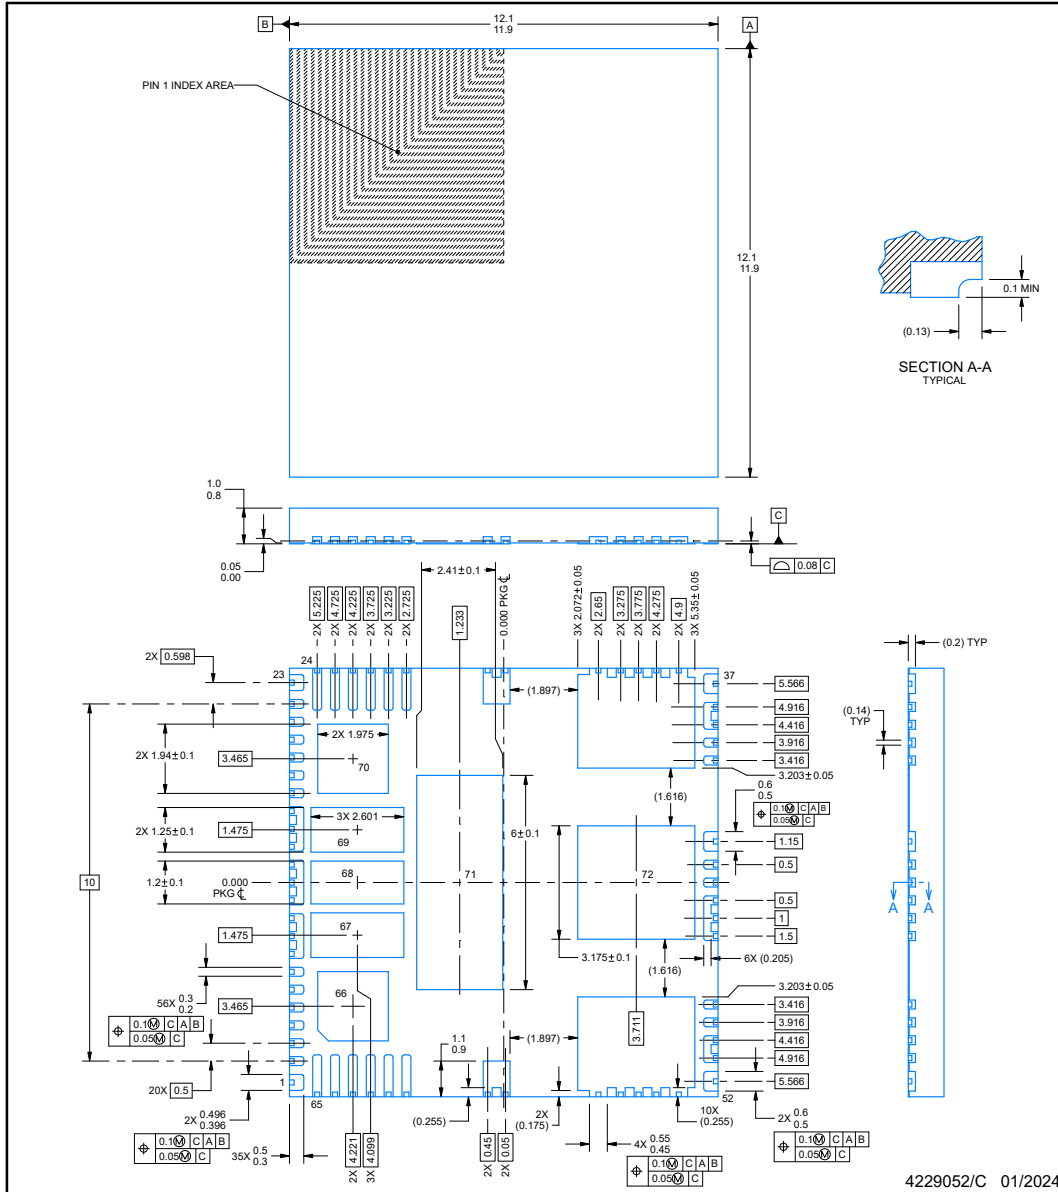 B
12.1
11.9
A
PIN 1 INDEX AREA
12.1
11.9
0.1 MIN
(0.13)
SECTION A-A
TYPICAL
1.0
0.8
C
0.05
0.00
0.08 C
2.41±0.1
0.000 PKG ℄
1.233
2X 5.225
2X 4.725
2X 4.225
2X 3.725
2X 3.225
2X 2.725
3X 2.072±0.05
2X 2.65
2X 3.275
2X 3.775
2X 4.275
2X 4.9
3X 5.35±0.05
(0.2) TYP
2X 0.598
24
23
37
(1.897)
5.566
4.916
4.416
3.916
3.416
(0.14)
TYP
2X 1.975
2X 1.94±0.1
3.465
70
3.203±0.05
(1.616)
0.6
0.5
0.1Ⓜ C A B
0.05Ⓜ C
3X 2.601
2X 1.25±0.1
1.475
69
6±0.1
1.15
0.5
10
1.2±0.1
0.000
PKG ℄
68
71
72
A A
0.5
1
1.5
1.475
67
3.175±0.1
(1.616)
6X (0.205)
56X 0.3
0.2
3.465
66
3.203±0.05
3.711
3.416
3.916
4.416
4.916
5.566
0.1Ⓜ C A B
0.05Ⓜ C
1.1
0.9
(1.897)
20X 0.5
1
65
52
2X 0.496
0.396
(0.255)
2X
(0.175)
10X
(0.255)
2X 0.6
0.5
0.1Ⓜ C A B
0.05Ⓜ C
35X 0.5
0.3
2X 4.221
3X 4.099
2X 0.45
2X 0.05
4X 0.55
0.45
0.1Ⓜ C A B
0.05Ⓜ C
0.1Ⓜ C A B
0.05Ⓜ C
4229052/C 01/2024